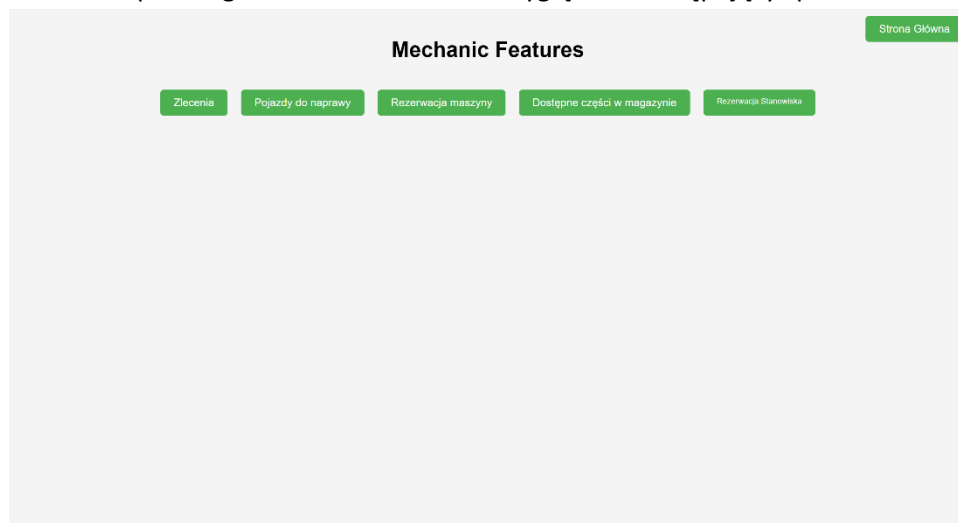 Strona Główna
Mechanic Features
Zlecenia Pojazdy do naprawy Rezerwacja maszyny Dostępne części w magazynie Rezerwacja Stanowiska